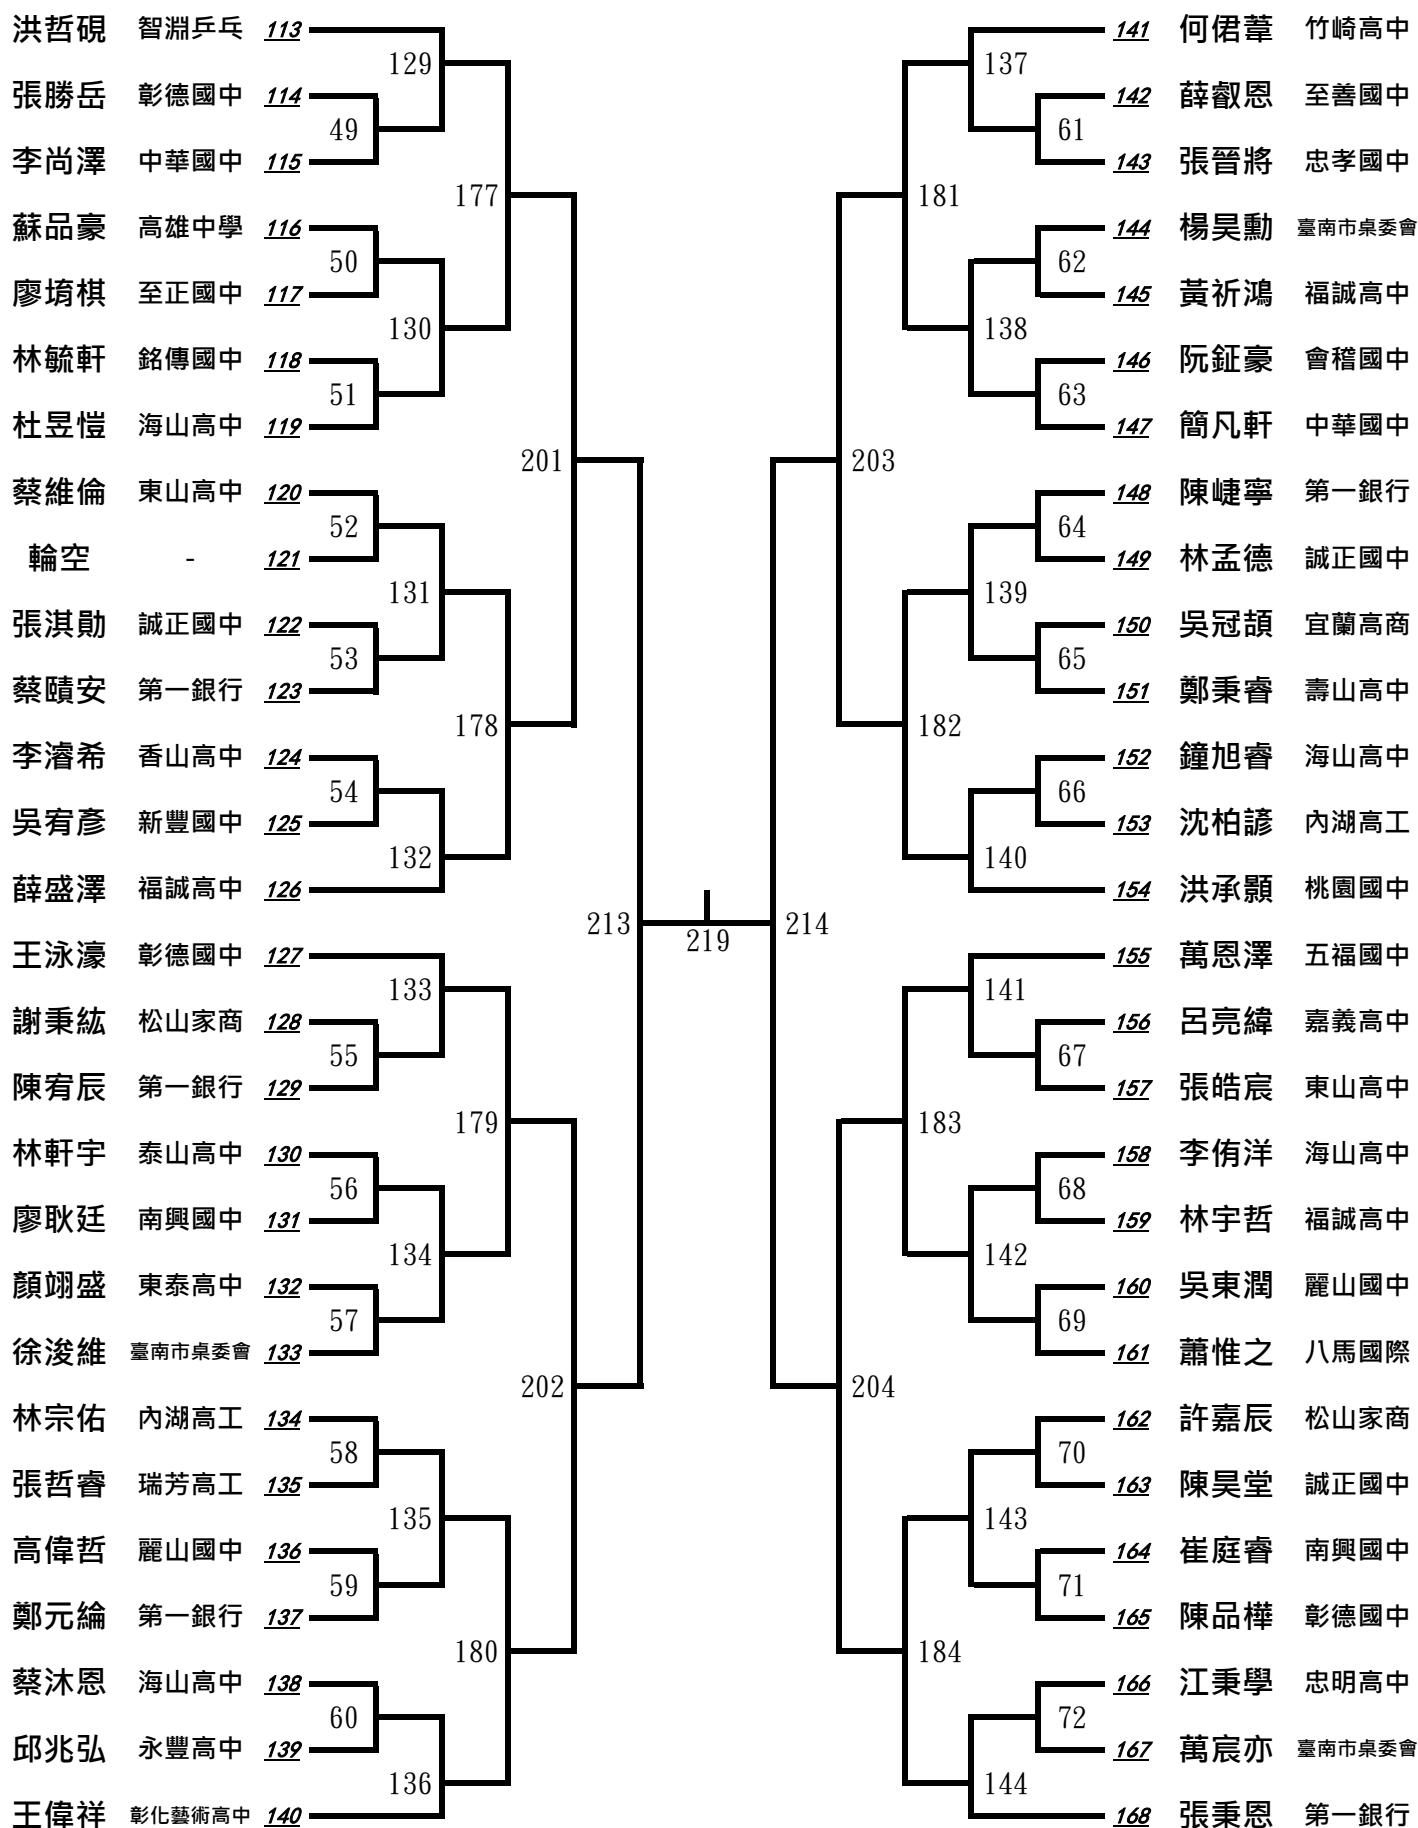 洪哲硯 智淵乒乓 113
129
張勝岳 彰德國中 114
49
李尚澤 中華國中 115
177
蘇品豪 高雄中學 116
50
廖堉棋 至正國中 117
130
林毓軒 銘傳國中 118
51
杜昱愷 海山高中 119
201
蔡維倫 東山高中 120
52
輪空 - 121
131
張淇勛 誠正國中 122
53
蔡賾安 第一銀行 123
178
李濬希 香山高中 124
54
吳宥彥 新豐國中 125
132
薛盛澤 福誠高中 126
213
王泳濠 彰德國中 127
133
謝秉紘 松山家商 128
55
陳宥辰 第一銀行 129
179
林軒宇 泰山高中 130
56
廖耿廷 南興國中 131
134
顏翊盛 東泰高中 132
57
徐浚維 臺南市桌委會 133
202
林宗佑 內湖高工 134
58
張哲睿 瑞芳高工 135
135
高偉哲 麗山國中 136
59
鄭元綸 第一銀行 137
180
蔡沐恩 海山高中 138
60
邱兆弘 永豐高中 139
136
王偉祥 彰化藝術高中 140
219
141 何侰葦 竹崎高中
137
142 薛叡恩 至善國中
61
143 張晉將 忠孝國中
181
144 楊昊勳 臺南市桌委會
62
145 黃祈鴻 福誠高中
138
146 阮鉦豪 會稽國中
63
147 簡凡軒 中華國中
203
148 陳崨寧 第一銀行
64
149 林孟德 誠正國中
139
150 吳冠頡 宜蘭高商
65
151 鄭秉睿 壽山高中
182
152 鐘旭睿 海山高中
66
153 沈柏諺 內湖高工
140
154 洪承顥 桃園國中
214
155 萬恩澤 五福國中
141
156 呂亮緯 嘉義高中
67
157 張皓宸 東山高中
183
158 李侑洋 海山高中
68
159 林宇哲 福誠高中
142
160 吳東潤 麗山國中
69
161 蕭惟之 八馬國際
204
162 許嘉辰 松山家商
70
163 陳昊堂 誠正國中
143
164 崔庭睿 南興國中
71
165 陳品樺 彰德國中
184
166 江秉學 忠明高中
72
167 萬宸亦 臺南市桌委會
144
168 張秉恩 第一銀行